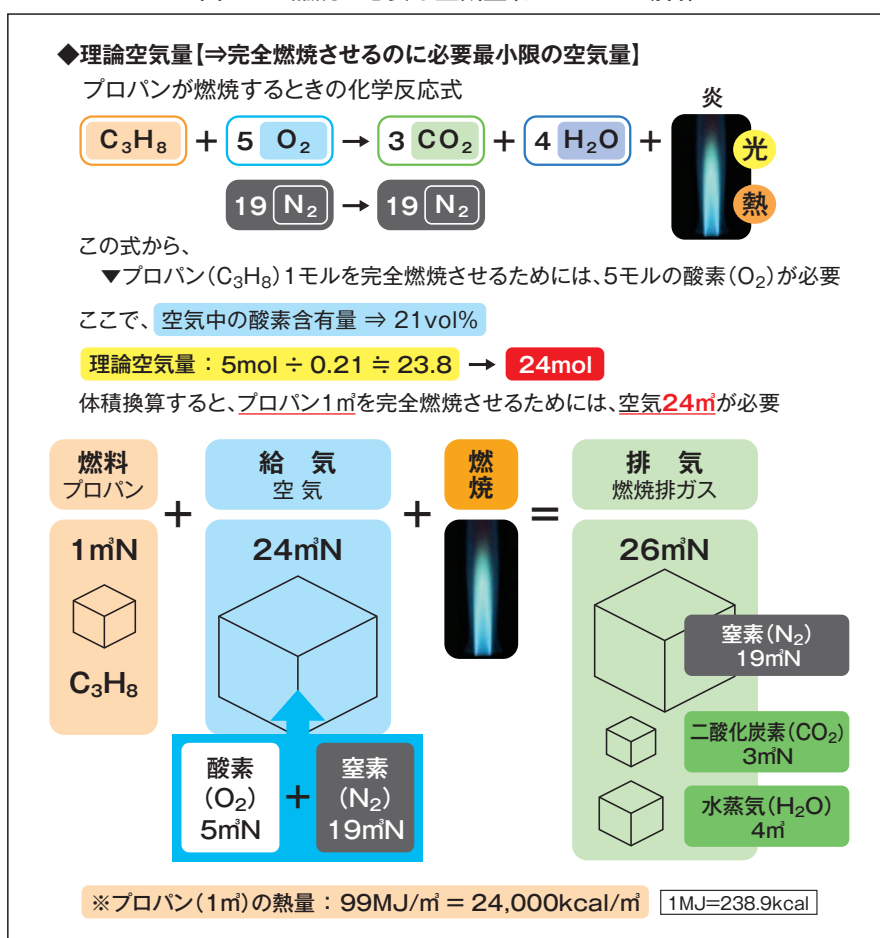 ◆理論空気量【⇒完全燃焼させるのに必要最小限の空気量】
プロパンが燃焼するときの化学反応式
炎
C₃H₈ + 5 O₂ → 3 CO₂ + 4 H₂O +
光
19 N₂ → 19 N₂
熱
この式から、
▼プロパン(C₃H₈)1モルを完全燃焼させるためには、5モルの酸素(O₂)が必要
ここで、 空気中の酸素含有量 ⇒ 21vol%
理論空気量 : 5mol ÷ 0.21 ≒ 23.8 → 24mol
体積換算すると、プロパン1㎥を完全燃焼させるためには、空気24㎥が必要
燃料
プロパン
+
給 気
空 気
+
燃
焼
=
排 気
燃焼排ガス
1㎥N
C₃H₈
24㎥N
酸素
(O₂)
5㎥N
+
窒素
(N₂)
19㎥N
26㎥N
窒素(N₂)
19㎥N
二酸化炭素(CO₂)
3㎥N
水蒸気(H₂O)
4㎥
※プロパン(1㎥)の熱量 : 99MJ/㎥ = 24,000kcal/㎥ 1MJ=238.9kcal